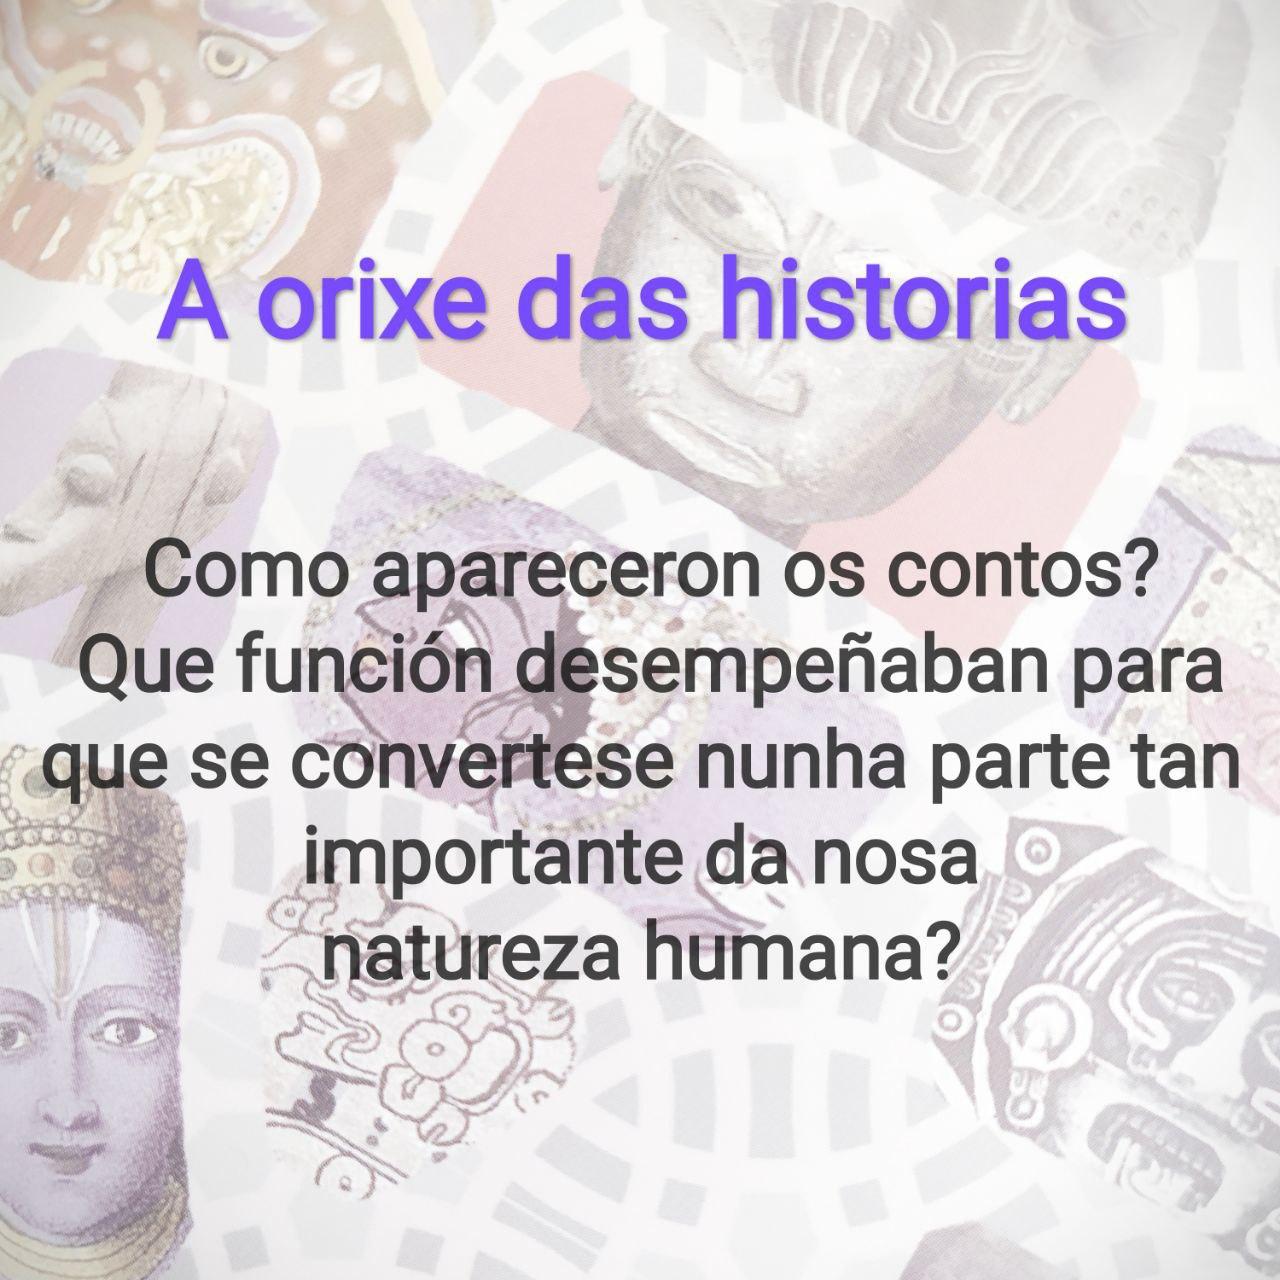 A orixe das historias
Como apareceron os contos?
Que función desempeñaban para
que se convertese nunha parte tan
importante da nosa
natureza humana?